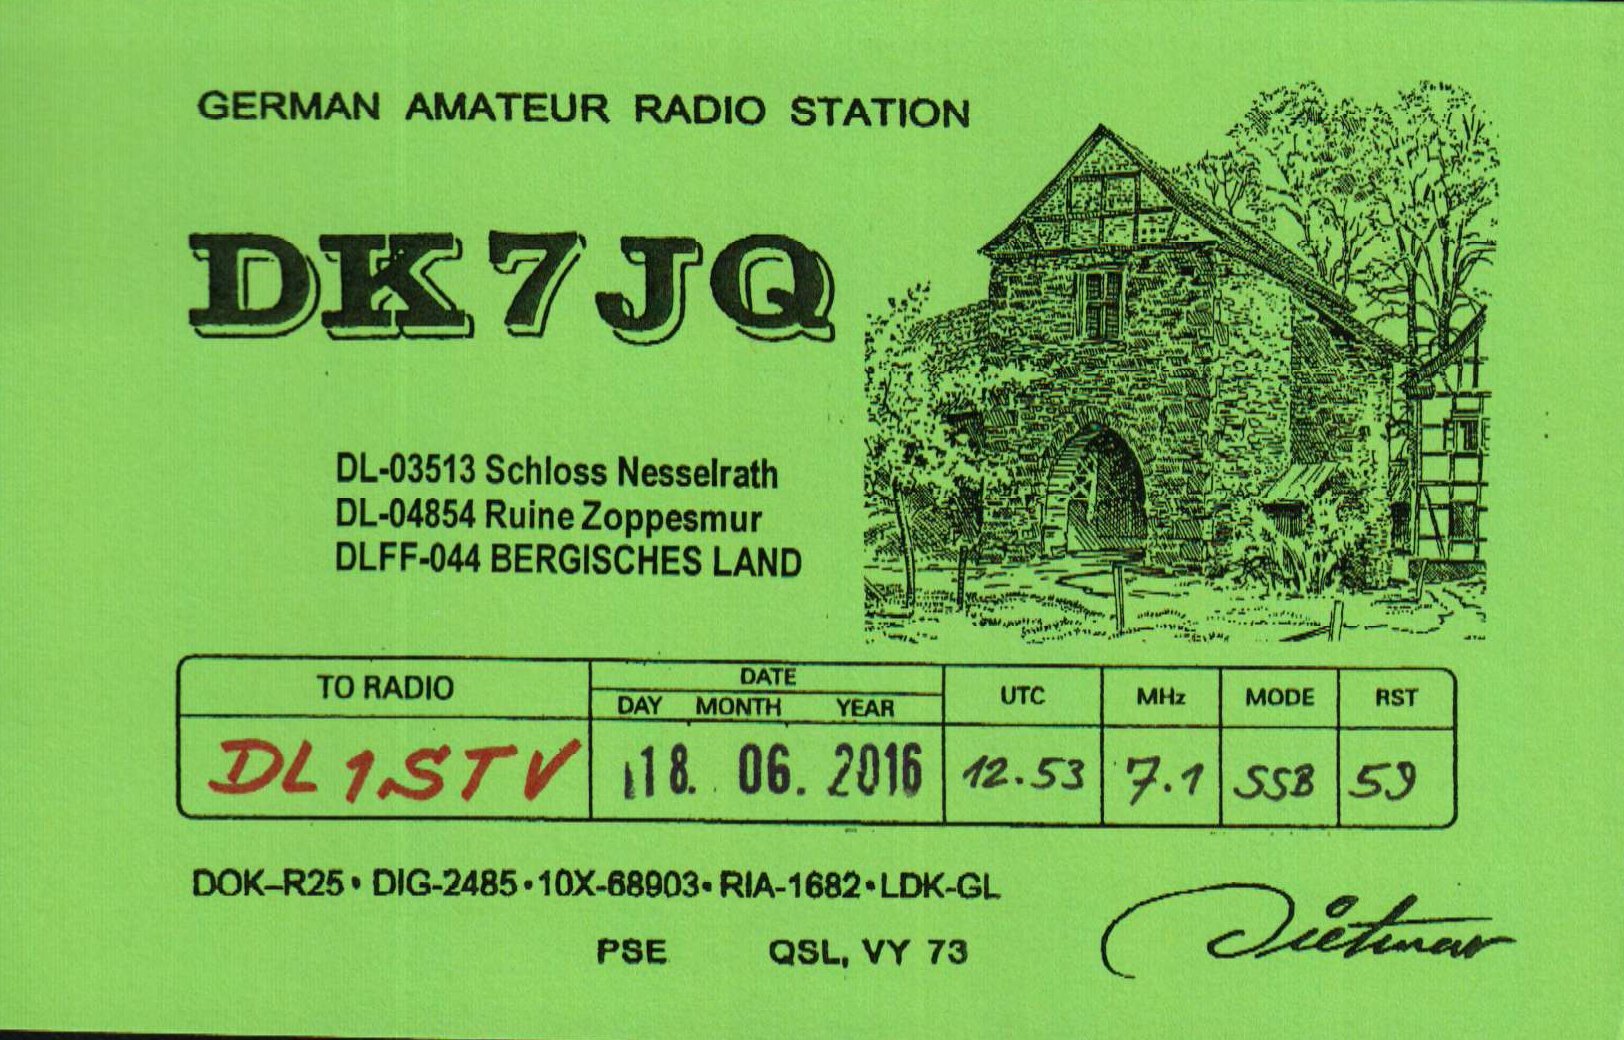 GERMAN AMATEUR RADIO STATION
DK7JQ
DL-03513 Schloss Nesselrath
DL-04854 Ruine Zoppesmur
DLFF-044 BERGISCHES LAND
TO RADIO DATE UTC MHz MODE RST
DAY MONTH YEAR
DL1STV 18. 06. 2016 12.53 7.1 SSB 59
DOK–R25 • DIG-2485 • 10X-68903 • RIA-1682 • LDK-GL
PSE QSL, VY 73
Dietmar